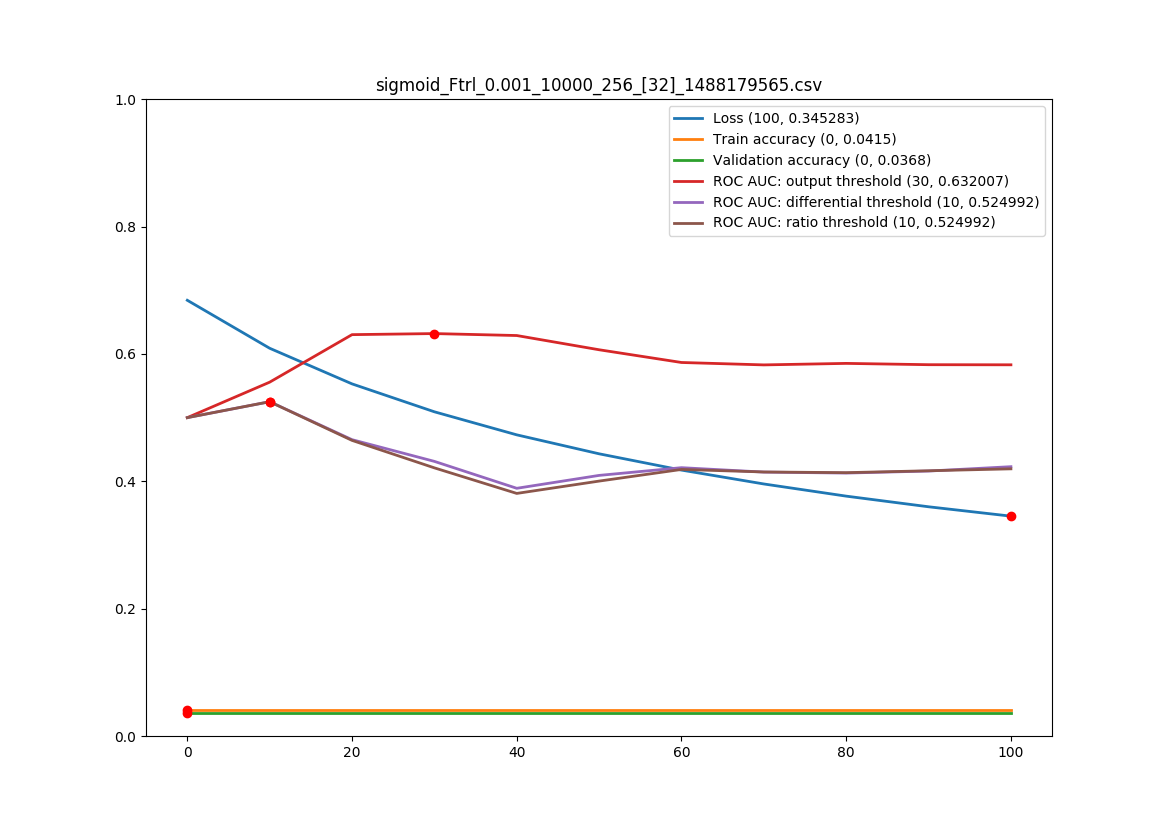 sigmoid_Ftrl_0.001_10000_256_[32]_1488179565.csv
Loss (100, 0.345283)
Train accuracy (0, 0.0415)
Validation accuracy (0, 0.0368)
ROC AUC: output threshold (30, 0.632007)
ROC AUC: differential threshold (10, 0.524992)
ROC AUC: ratio threshold (10, 0.524992)
1.0
0.8
0.6
0.4
0.2
0.0
0 20 40 60 80 100